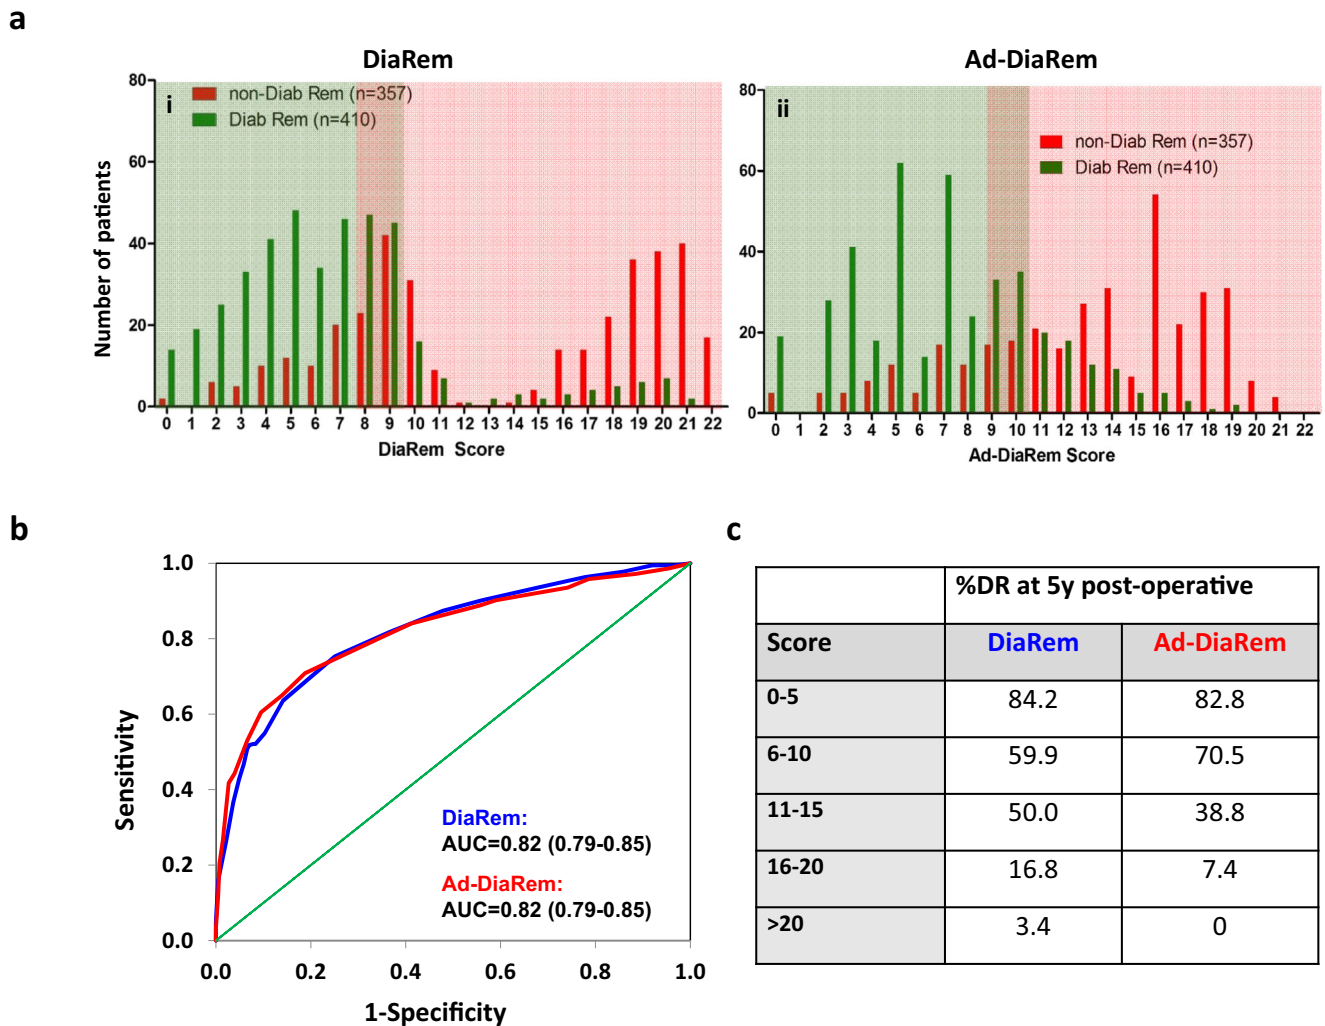 a
DiaRem
80
60
40
20
0
Number of patients
i
non-Diab Rem (n=357)
Diab Rem (n=410)
0 1 2 3 4 5 6 7 8 9 10 11 12 13 14 15 16 17 18 19 20 21 22
DiaRem Score
Ad-DiaRem
80
60
40
20
0
ii
non-Diab Rem (n=357)
Diab Rem (n=410)
0 1 2 3 4 5 6 7 8 9 10 11 12 13 14 15 16 17 18 19 20 21 22
Ad-DiaRem Score
b
1.0
0.8
0.6
0.4
0.2
0.0
Sensitivity
DiaRem:
AUC=0.82 (0.79-0.85)
Ad-DiaRem:
AUC=0.82 (0.79-0.85)
0.0 0.2 0.4 0.6 0.8 1.0
1-Specificity
c
%DR at 5y post-operative
Score DiaRem Ad-DiaRem
0-5 84.2 82.8
6-10 59.9 70.5
11-15 50.0 38.8
16-20 16.8 7.4
>20 3.4 0